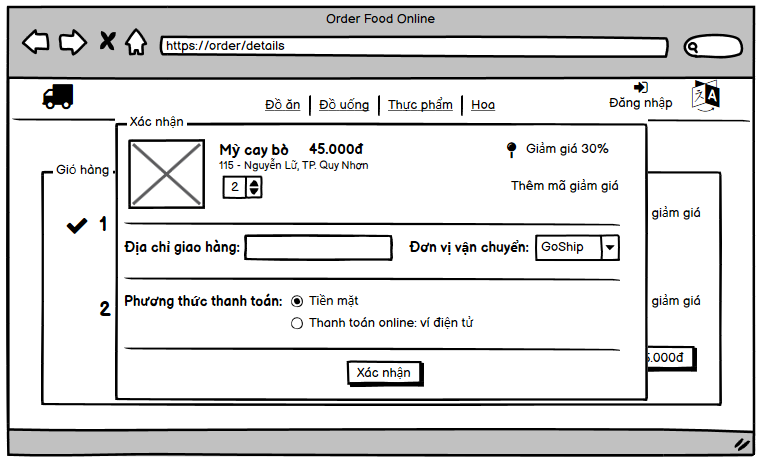 Order Food Online
https://order/details
Đồ ăn Đồ uống Thực phẩm Hoa
Đăng nhập
A
Xác nhận
Mỳ cay bò 45.000đ
Giảm giá 30%
115 - Nguyễn Lữ, TP. Quy Nhơn
2
Thêm mã giảm giá
Giỏ hàng
1
giảm giá
Địa chỉ giao hàng:
Đơn vị vận chuyển: GoShip
Phương thức thanh toán: Tiền mặt
2
giảm giá
Thanh toán online: ví điện tử
5.000đ
Xác nhận